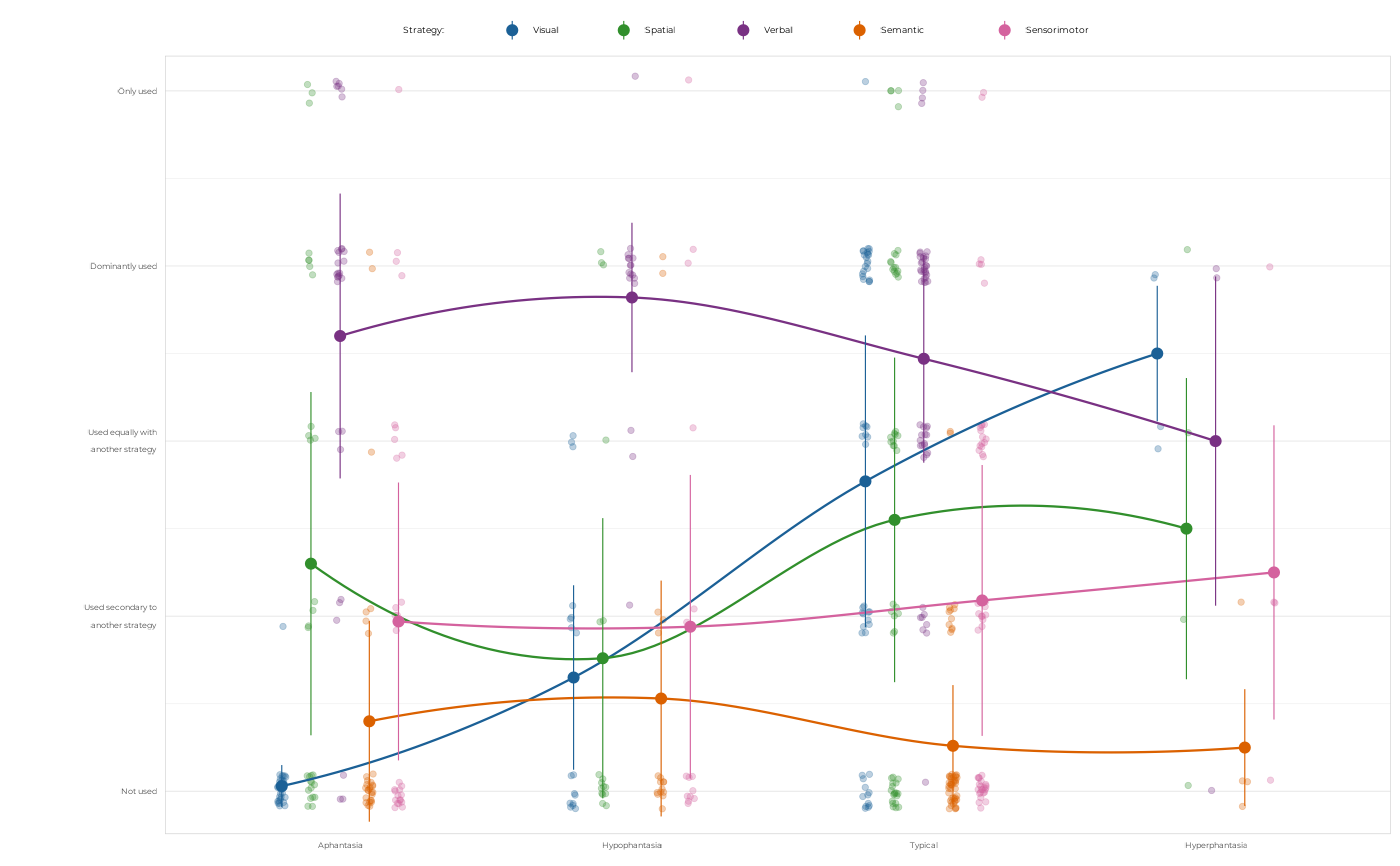 Strategy: Visual Spatial Verbal Semantic Sensorimotor
Only used
Dominantly used
Used equally with
another strategy
Used secondary to
another strategy
Not used
Aphantasia Hypophantasia Typical Hyperphantasia